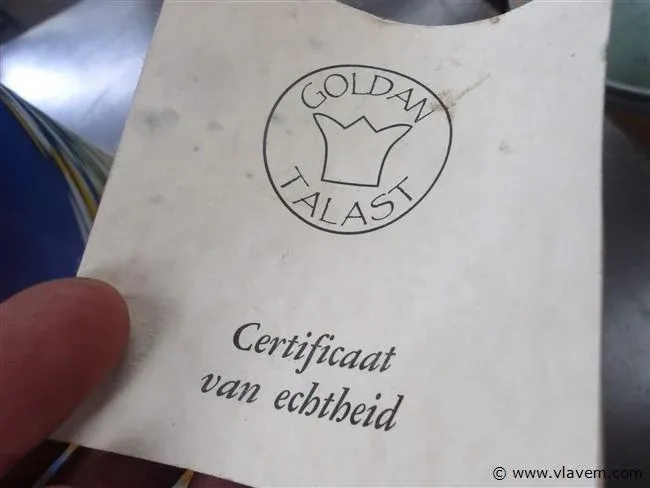 GOLDAN
TALAST
Certificaat
van echtheid
© www.vlavem.com